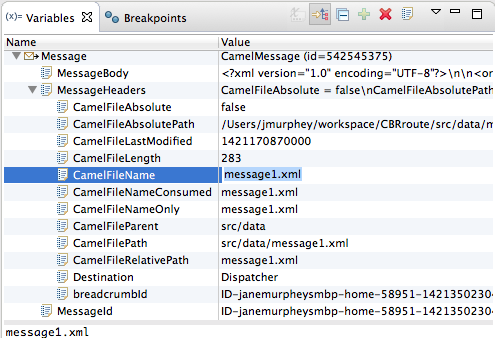 (x)= Variables Breakpoints
Name Value
Message CamelMessage (id=542545375)
MessageBody <?xml version="1.0" encoding="UTF-8"?>\n\n<on
MessageHeaders CamelFileAbsolute = false\nCamelFileAbsolutePath
CamelFileAbsolute false
CamelFileAbsolutePath /Users/jmurphey/workspace/CBRroute/src/data/m
CamelFileLastModified 1421170870000
CamelFileLength 283
CamelFileName message1.xml
CamelFileNameConsumed message1.xml
CamelFileNameOnly message1.xml
CamelFileParent src/data
CamelFilePath src/data/message1.xml
CamelFileRelativePath message1.xml
Destination Dispatcher
breadcrumbId ID-janemurpheysmbp-home-58951-1421350230
MessageId ID-janemurpheysmbp-home-58951-1421350230
message1.xml